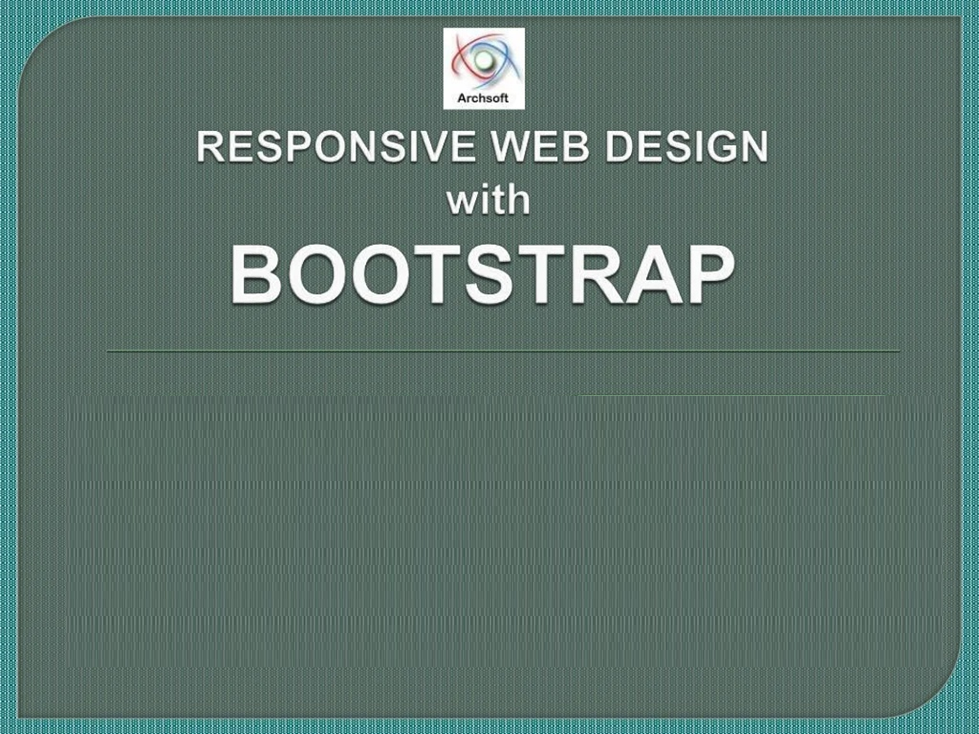 Archsoft
RESPONSIVE WEB DESIGN
with
BOOTSTRAP